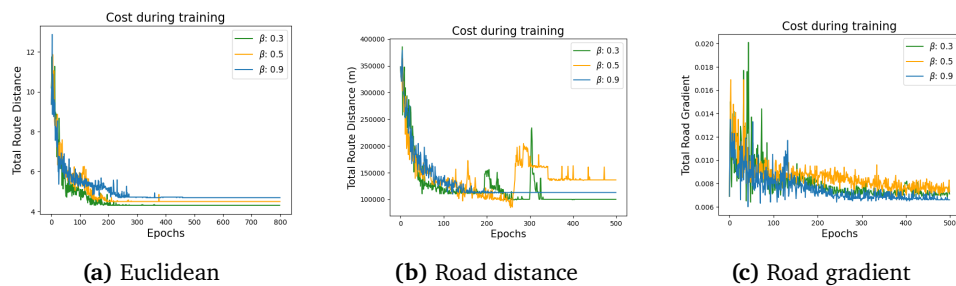 Cost during training
Total Route Distance
12
10
8
6
4
0 100 200 300 400 500 600 700 800
Epochs
β: 0.3
β: 0.5
β: 0.9
(a) Euclidean
Cost during training
Total Route Distance (m)
400000
350000
300000
250000
200000
150000
100000
0 100 200 300 400 500
Epochs
β: 0.3
β: 0.5
β: 0.9
(b) Road distance
Cost during training
Total Road Gradient
0.020
0.018
0.016
0.014
0.012
0.010
0.008
0.006
0 100 200 300 400 500
Epochs
β: 0.3
β: 0.5
β: 0.9
(c) Road gradient